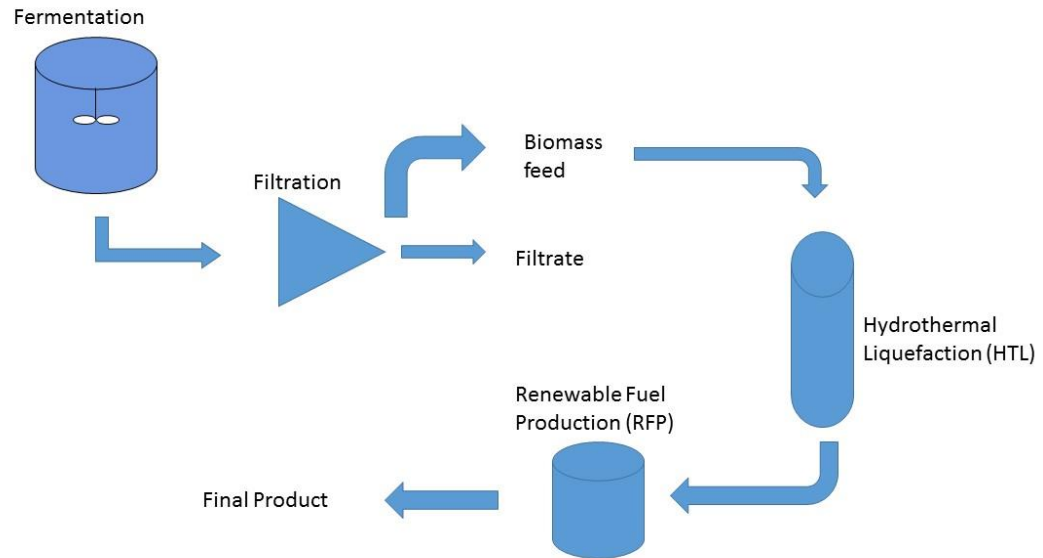 Fermentation
Filtration
Biomass
feed
Filtrate
Hydrothermal
Liquefaction (HTL)
Renewable Fuel
Production (RFP)
Final Product